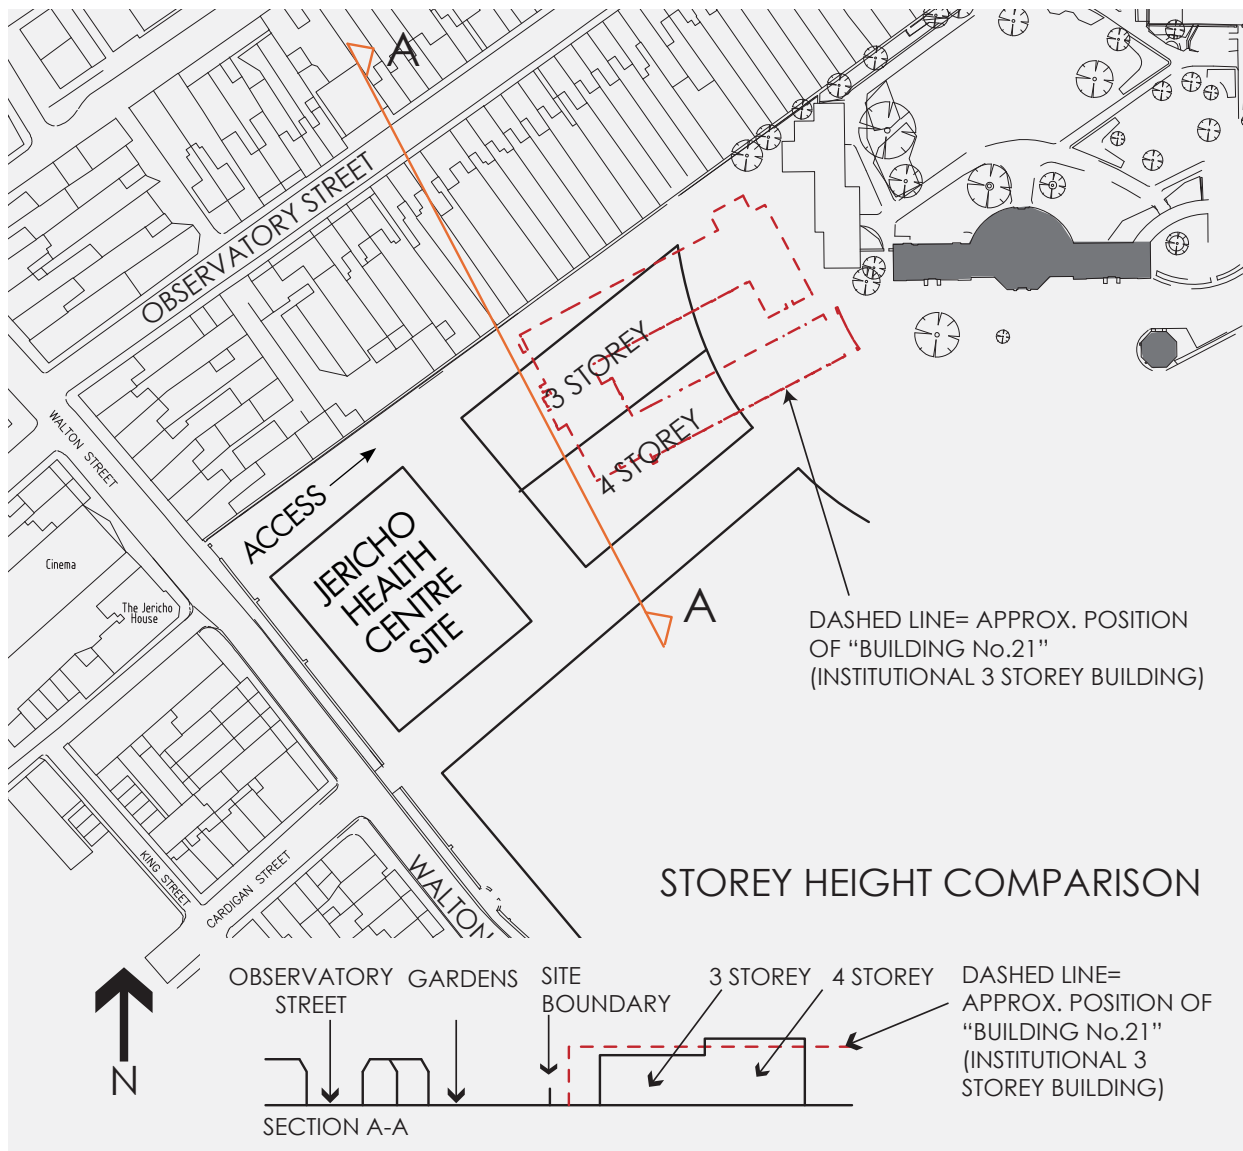 A
OBSERVATORY STREET
WALTON STREET
3 STOREY
4 STOREY
ACCESS
JERICHO
HEALTH
CENTRE
SITE
Cinema
The Jericho
House
A
DASHED LINE= APPROX. POSITION
OF “BUILDING No.21”
(INSTITUTIONAL 3 STOREY BUILDING)
KING STREET
CARDIGAN STREET
WALTON
STOREY HEIGHT COMPARISON
N
OBSERVATORY
STREET
GARDENS
SITE
BOUNDARY
3 STOREY
4 STOREY
DASHED LINE=
APPROX. POSITION OF
“BUILDING No.21”
(INSTITUTIONAL 3
STOREY BUILDING)
SECTION A-A